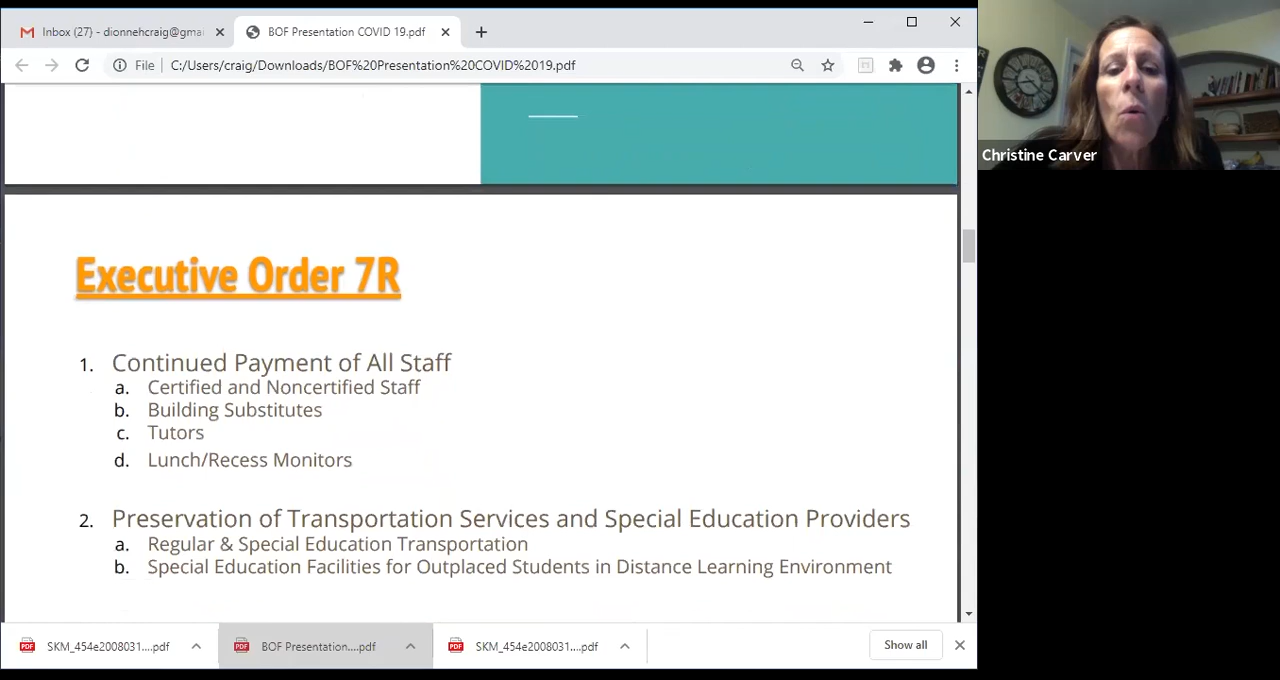 Inbox (27) - dionnehcraig@gmai
BOF Presentation COVID 19.pdf
File
C:/Users/craig/Downloads/BOF%20Presentation%20COVID%2019.pdf
Christine Carver
Executive Order 7R
1. Continued Payment of All Staff
a. Certified and Noncertified Staff
b. Building Substitutes
c. Tutors
d. Lunch/Recess Monitors
2. Preservation of Transportation Services and Special Education Providers
a. Regular & Special Education Transportation
b. Special Education Facilities for Outplaced Students in Distance Learning Environment
SKM_454e2008031....pdf
BOF Presentation....pdf
SKM_454e2008031....pdf
Show all